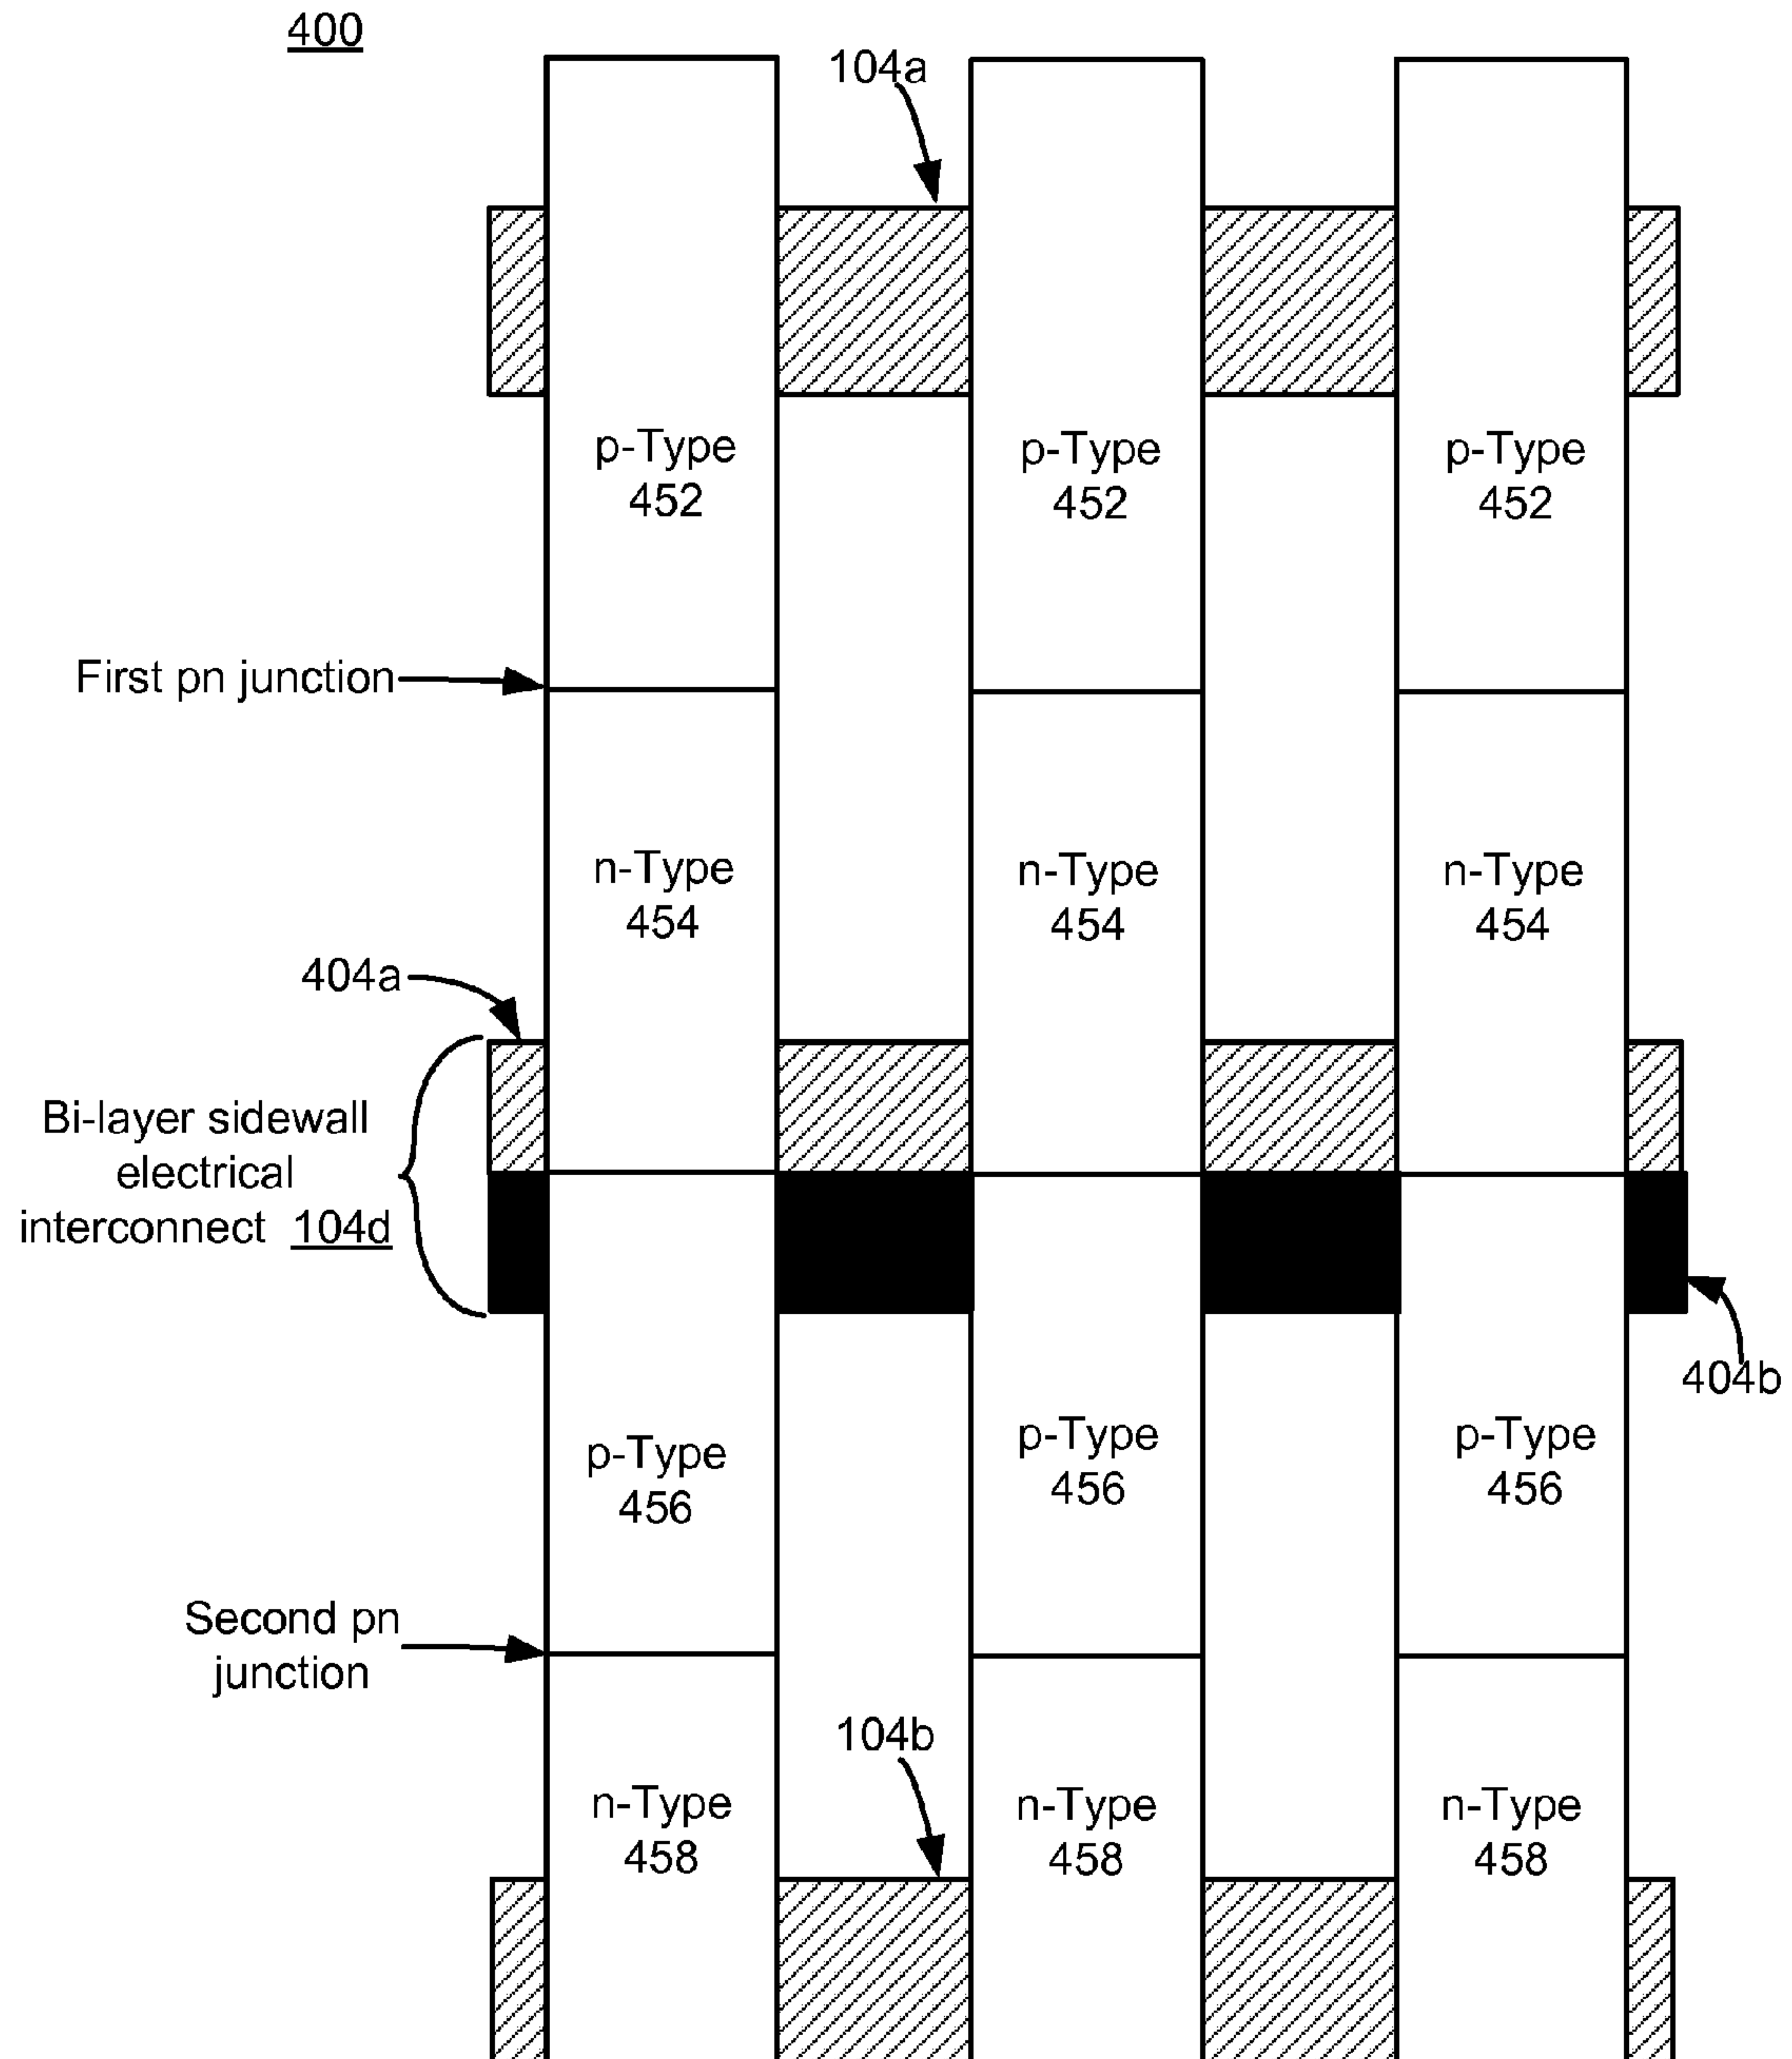 400
104a
p-Type
452
p-Type
452
p-Type
452
First pn junction
n-Type
454
n-Type
454
n-Type
454
404a
Bi-layer sidewall
electrical
interconnect 104d
404b
p-Type
456
p-Type
456
p-Type
456
Second pn
junction
104b
n-Type
458
n-Type
458
n-Type
458